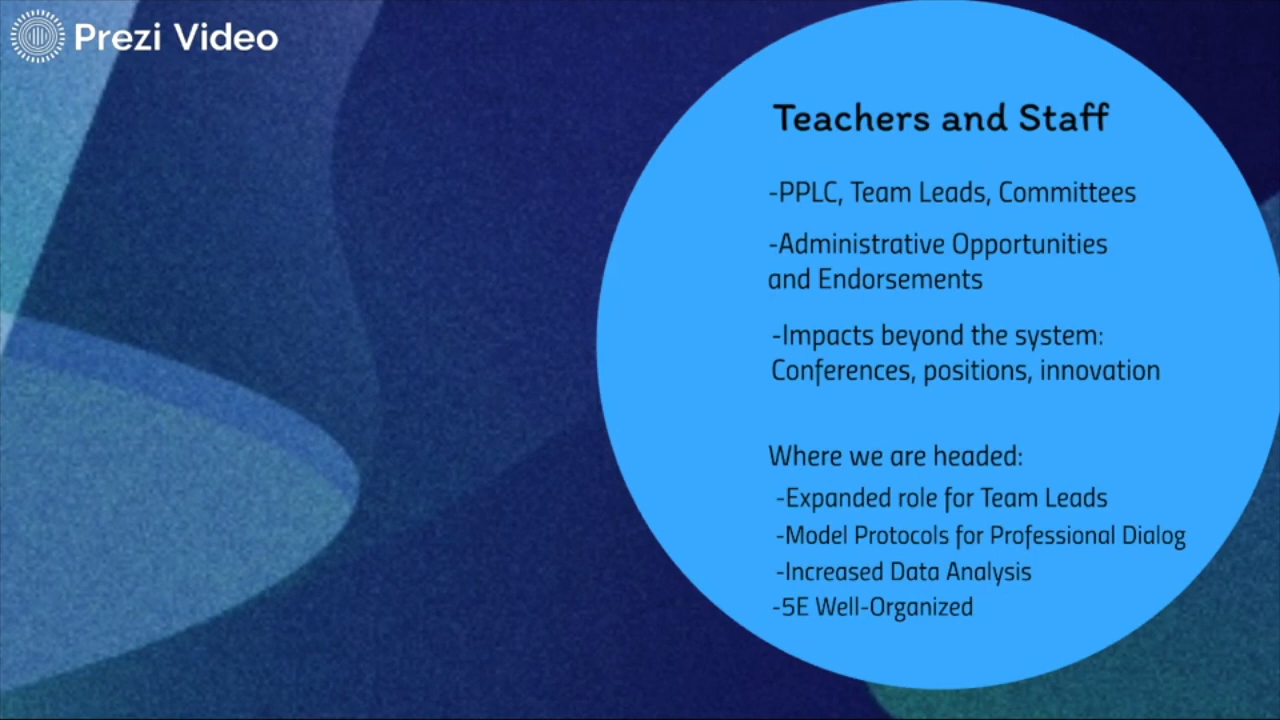 Prezi Video
Teachers and Staff
-PPLC, Team Leads, Committees
-Administrative Opportunities
and Endorsements
-Impacts beyond the system:
Conferences, positions, innovation
Where we are headed:
-Expanded role for Team Leads
-Model Protocols for Professional Dialog
-Increased Data Analysis
-5E Well-Organized